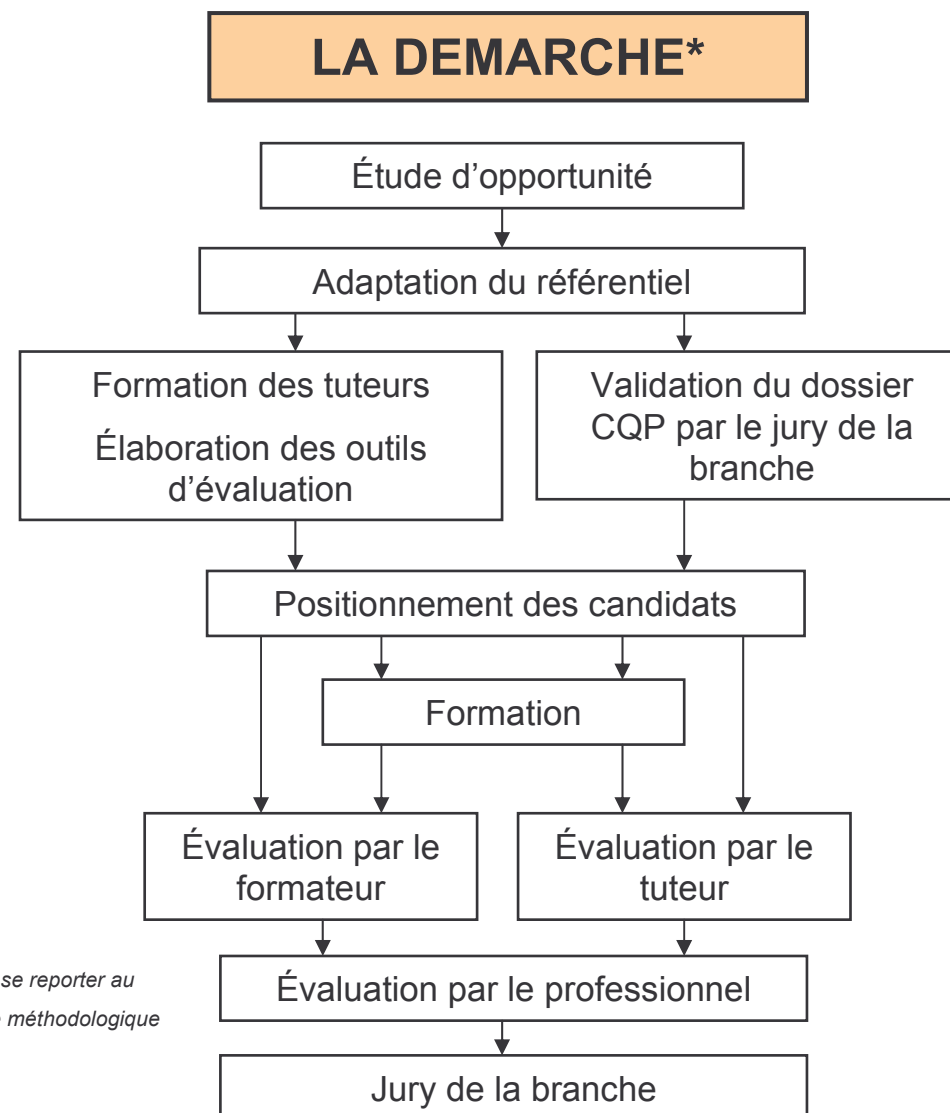 LA DEMARCHE*
Étude d'opportunité
Adaptation du référentiel
Formation des tuteurs
Élaboration des outils
d'évaluation
Validation du dossier
CQP par le jury de la
branche
Positionnement des candidats
Formation
Évaluation par le
formateur
Évaluation par le
tuteur
se reporter au
méthodologique
Évaluation par le professionnel
Jury de la branche